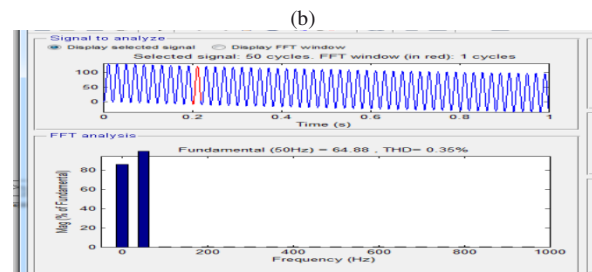 (b)
Signal to analyze
Display selected signal Display FFT window
Selected signal: 50 cycles. FFT window (in red): 1 cycles
100
50
0
0 0.2 0.4 0.6 0.8 1
Time (s)
FFT analysis
Fundamental (50Hz) = 64.88 , THD= 0.35%
Mag (% of Fundamental)
80
60
40
20
0
0 200 400 600 800 1000
Frequency (Hz)